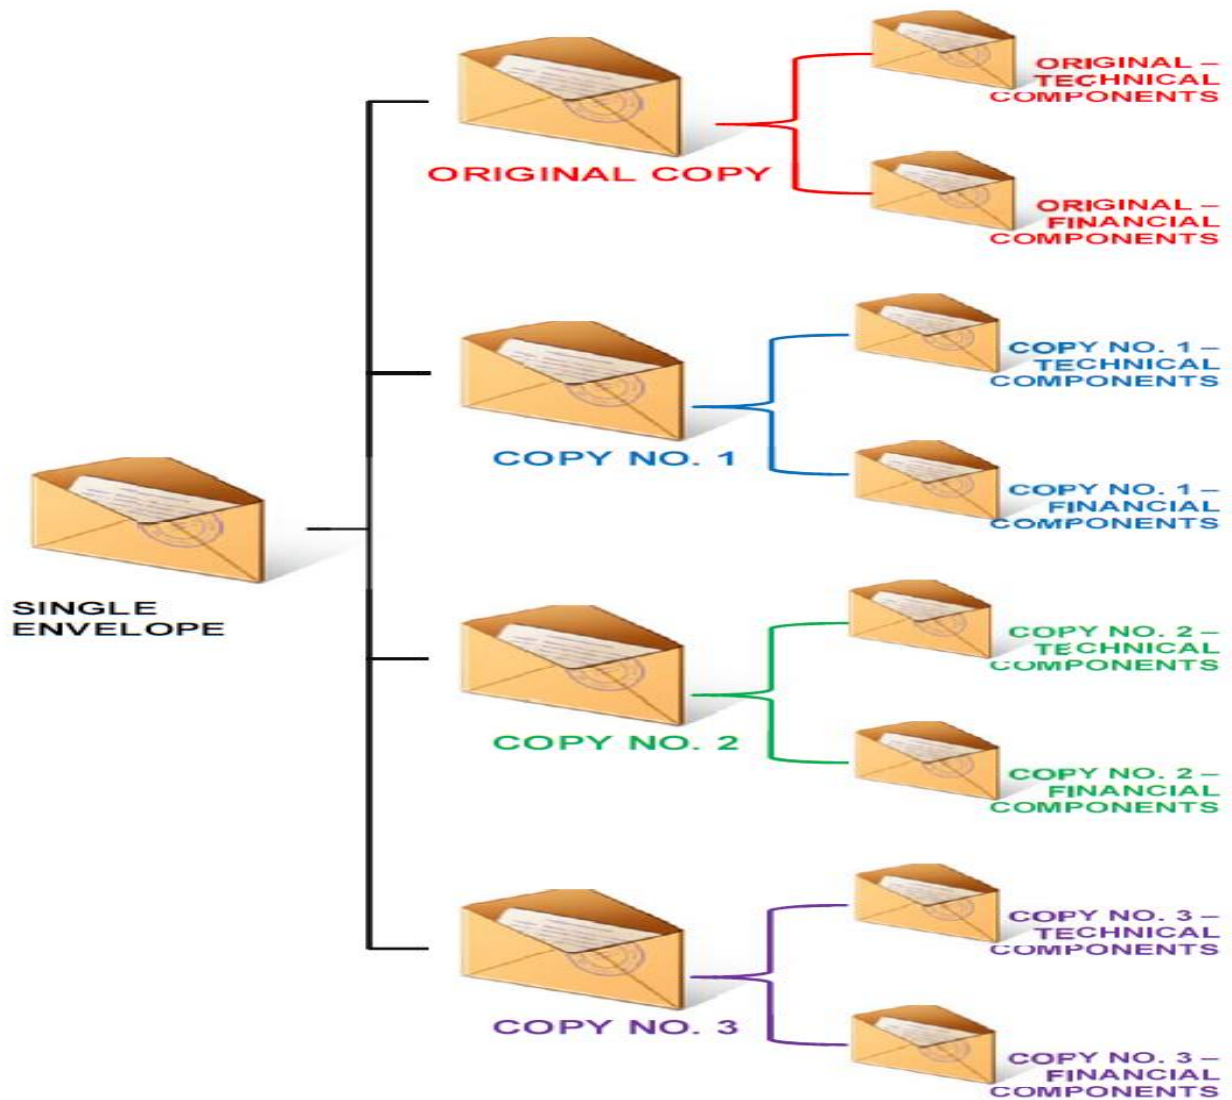 ORIGINAL –
TECHNICAL
COMPONENTS
ORIGINAL COPY
ORIGINAL –
FINANCIAL
COMPONENTS
COPY NO. 1 –
TECHNICAL
COMPONENTS
COPY NO. 1
COPY NO. 1 –
FINANCIAL
COMPONENTS
SINGLE
ENVELOPE
COPY NO. 2 –
TECHNICAL
COMPONENTS
COPY NO. 2
COPY NO. 2 –
FINANCIAL
COMPONENTS
COPY NO. 3 –
TECHNICAL
COMPONENTS
COPY NO. 3
COPY NO. 3 –
FINANCIAL
COMPONENTS